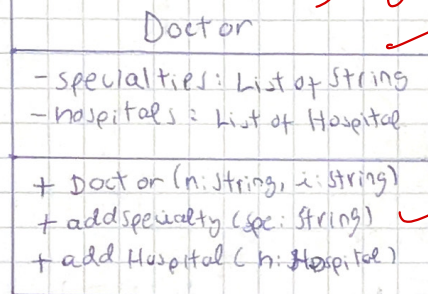 Doctor
- specialties: List of String
- hospitals: List of Hospital
+ Doctor (n: String, i: String)
+ addSpecialty (spe: String)
+ add Hospital (h: Hospital)